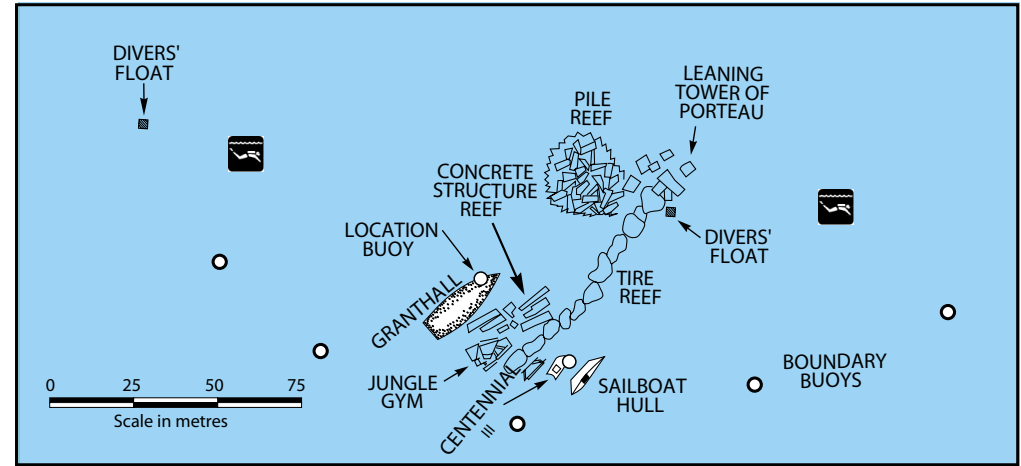 DIVERS'
FLOAT
LEANING
TOWER OF
PORTEAU
PILE
REEF
CONCRETE
STRUCTURE
REEF
LOCATION
BUOY
DIVERS'
FLOAT
TIRE
REEF
GRANTHALL
JUNGLE
GYM
CENTENNIAL
III
SAILBOAT
HULL
BOUNDARY
BUOYS
0 25 50 75
Scale in metres